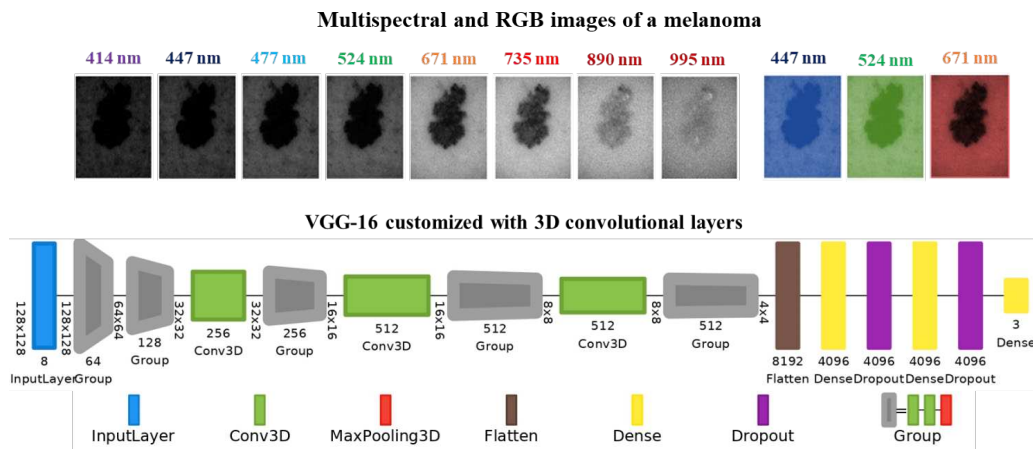 Multispectral and RGB images of a melanoma
414 nm 447 nm 477 nm 524 nm 671 nm 735 nm 890 nm 995 nm 447 nm 524 nm 671 nm
VGG-16 customized with 3D convolutional layers
128x128 128x128 64x64 32x32 32x32 16x16 16x16 8x8 8x8 4x4
8 64 128 256 256 512 512 512 512 8192 4096 4096 4096 4096 3
InputLayer Group Group Conv3D Group Conv3D Group Conv3D Group Flatten Dense Dropout Dense Dropout Dense
InputLayer Conv3D MaxPooling3D Flatten Dense Dropout Group